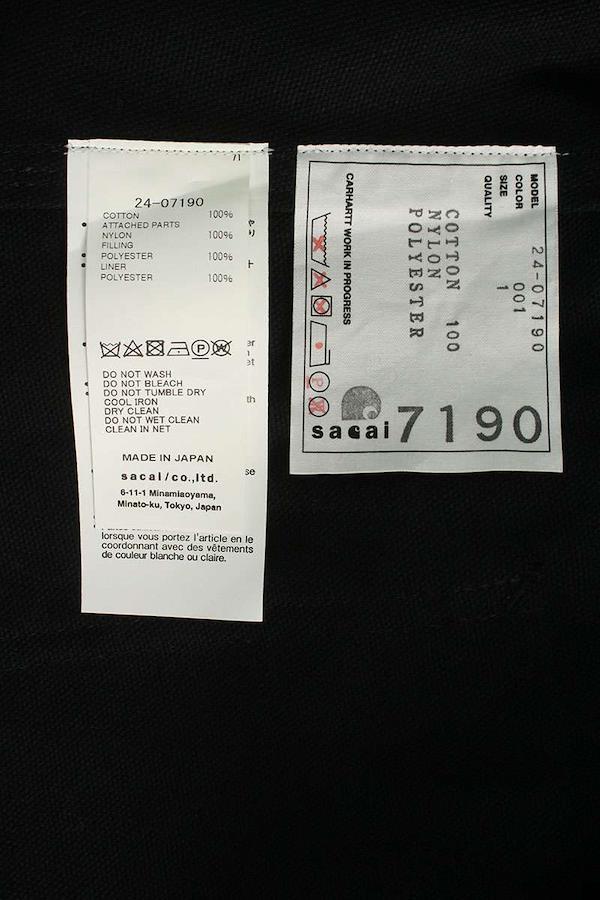 24-07190
COTTON 100%
ATTACHED PARTS
NYLON 100%
FILLING
POLYESTER 100%
LINER
POLYESTER 100%
DO NOT WASH
DO NOT BLEACH
DO NOT TUMBLE DRY
COOL IRON
DRY CLEAN
DO NOT WET CLEAN
CLEAN IN NET
MADE IN JAPAN
sacai/co.,ltd.
6-11-1 Minamiaoyama,
Minato-ku, Tokyo, Japan
lorsque vous portez l'article en le
coordonnant avec des vêtements
de couleur blanche ou claire.
MODEL 24-07190
COLOR 001
SIZE 1
QUALITY
COTTON 100
NYLON
POLYESTER
CARHARTT WORK IN PROGRESS
sacai 7190